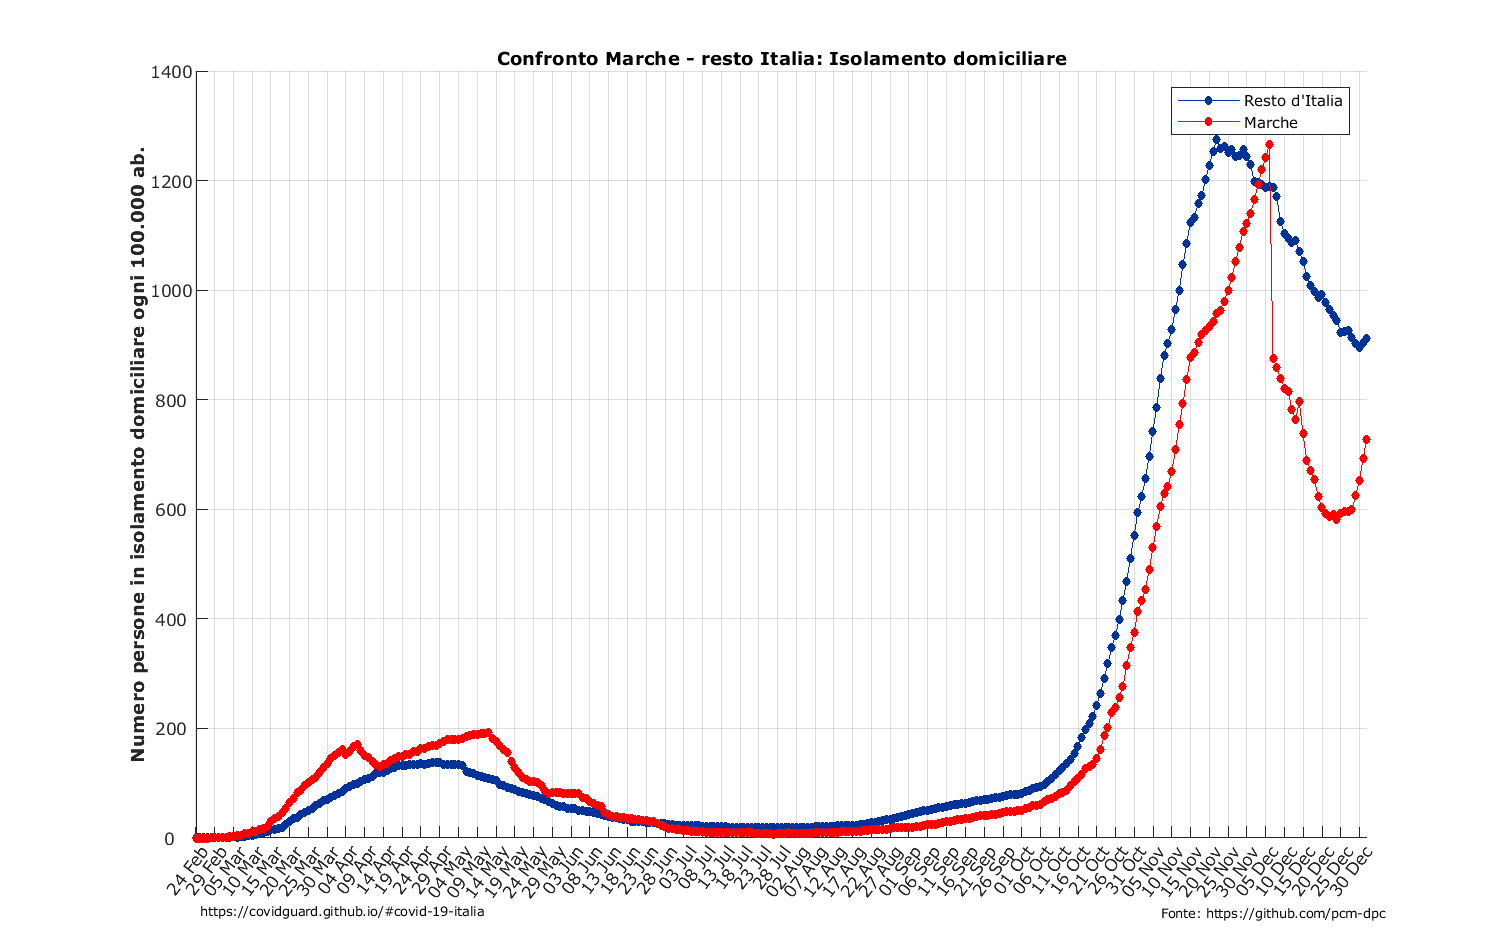 Confronto Marche - resto Italia: Isolamento domiciliare
Resto d'Italia
Marche
Numero persone in isolamento domiciliare ogni 100.000 ab.
1400
1200
1000
800
600
400
200
0
24 Feb
29 Feb
05 Mar
10 Mar
15 Mar
20 Mar
25 Mar
30 Mar
04 Apr
09 Apr
14 Apr
19 Apr
24 Apr
29 Apr
04 May
09 May
14 May
19 May
24 May
29 May
03 Jun
08 Jun
13 Jun
18 Jun
23 Jun
28 Jun
03 Jul
08 Jul
13 Jul
18 Jul
23 Jul
28 Jul
02 Aug
07 Aug
12 Aug
17 Aug
22 Aug
27 Aug
01 Sep
06 Sep
11 Sep
16 Sep
21 Sep
26 Sep
01 Oct
06 Oct
11 Oct
16 Oct
21 Oct
26 Oct
31 Oct
05 Nov
10 Nov
15 Nov
20 Nov
25 Nov
30 Nov
05 Dec
10 Dec
15 Dec
20 Dec
25 Dec
30 Dec
https://covidguard.github.io/#covid-19-italia
Fonte: https://github.com/pcm-dpc